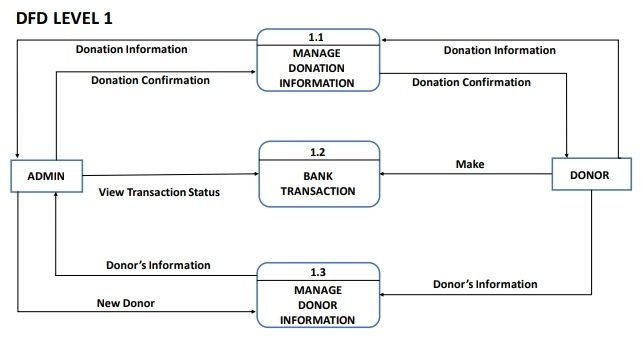 DFD LEVEL 1
1.1
MANAGE
DONATION
INFORMATION
Donation Information
Donation Information
Donation Confirmation
Donation Confirmation
1.2
BANK
TRANSACTION
ADMIN
Make
DONOR
View Transaction Status
1.3
MANAGE
DONOR
INFORMATION
Donor's Information
Donor's Information
New Donor